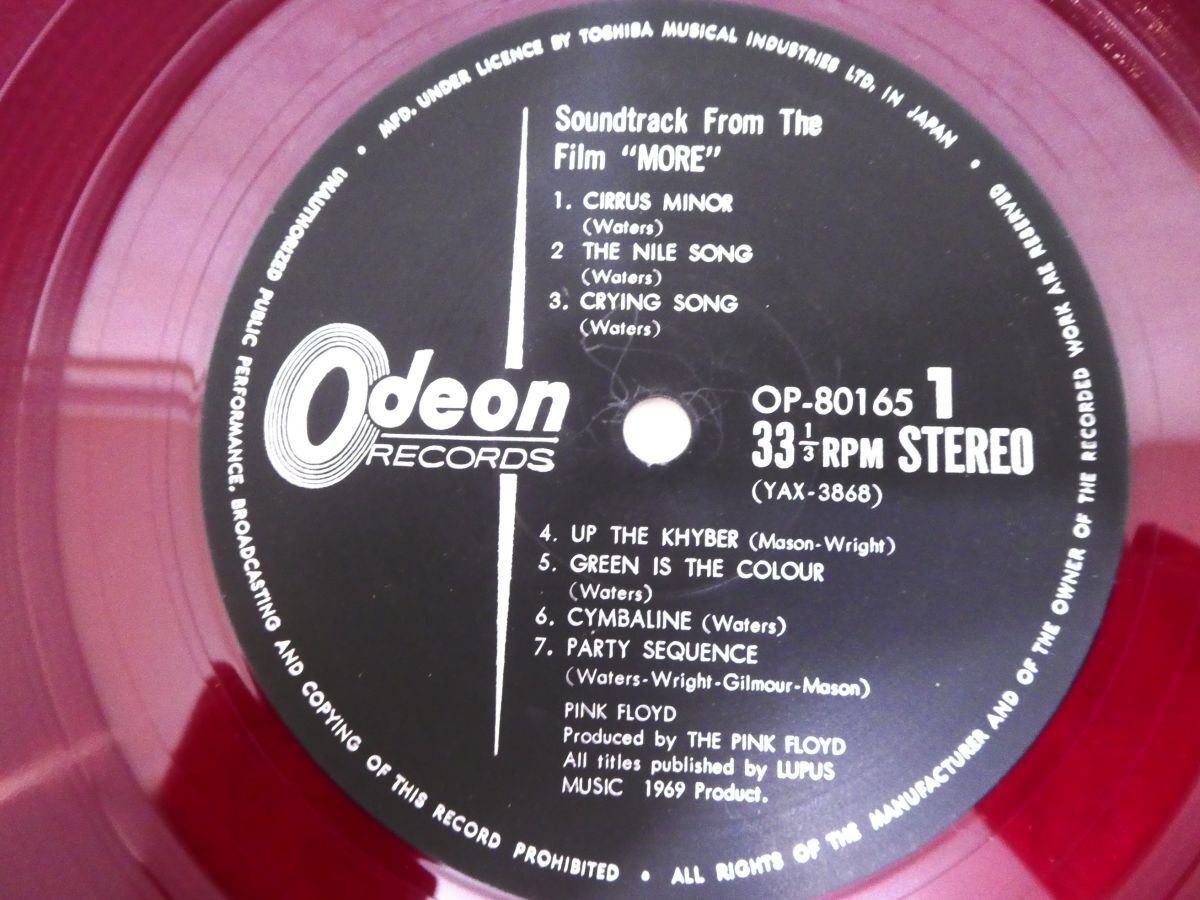 MFD. UNDER LICENCE BY TOSHIBA MUSICAL INDUSTRIES LTD, IN JAPAN •
Soundtrack From The
Film "MORE"
1. CIRRUS MINOR
(Waters)
2 THE NILE SONG
(Waters)
3. CRYING SONG
(Waters)
Odeon
RECORDS
OP-80165 1
33 1/3 RPM STEREO
(YAX-3868)
4. UP THE KHYBER (Mason-Wright)
5. GREEN IS THE COLOUR
(Waters)
6. CYMBALINE (Waters)
7. PARTY SEQUENCE
(Waters-Wright-Gilmour-Mason)
PINK FLOYD
Produced by THE PINK FLOYD
All titles published by LUPUS
MUSIC 1969 Product.
UNAUTHORIZED PUBLIC PERFORMANCE. BROADCASTING AND COPYING OF THIS RECORD PROHIBITED • ALL RIGHTS OF THE MANUFACTURER AND OF THE OWNER OF THE RECORDED WORK ARE RESERVED